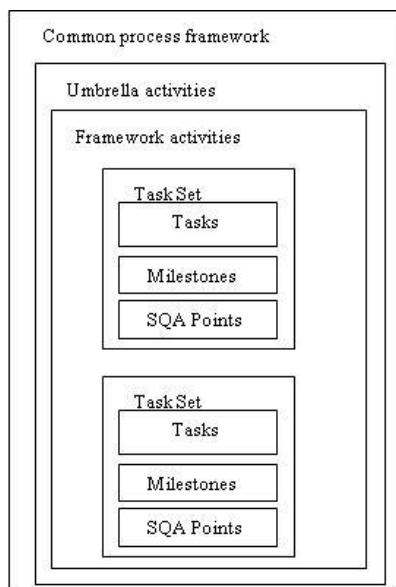 Common process framework
Umbrella activities
Framework activities
Task Set
Tasks
Milestones
SQA Points
Task Set
Tasks
Milestones
SQA Points